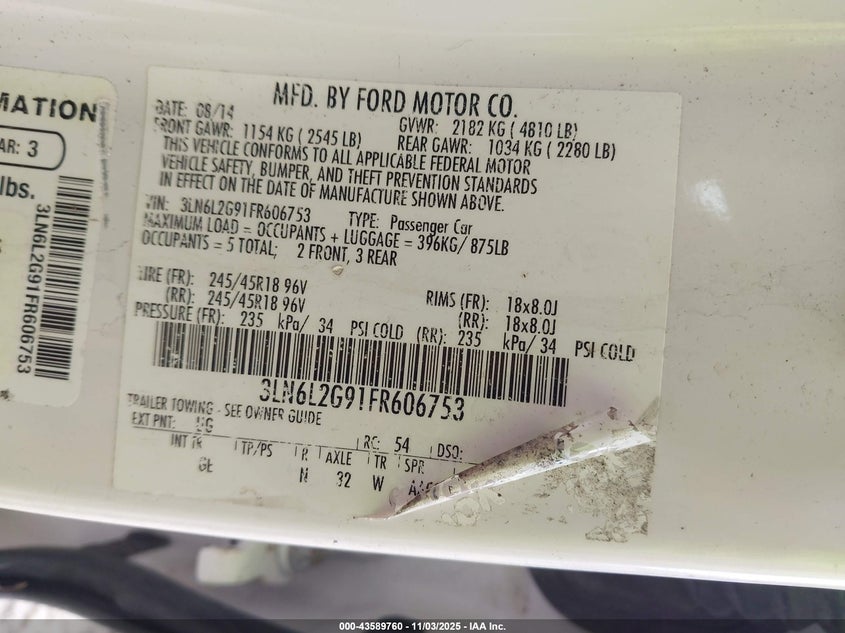 MATION
AR: 3
lbs.
3LN6L2G91FR606753
MFD. BY FORD MOTOR CO.
DATE: 08/14
GVWR: 2182 KG ( 4810 LB)
FRONT GAWR: 1154 KG ( 2545 LB)
REAR GAWR: 1034 KG ( 2280 LB)
THIS VEHICLE CONFORMS TO ALL APPLICABLE FEDERAL MOTOR
VEHICLE SAFETY, BUMPER, AND THEFT PREVENTION STANDARDS
IN EFFECT ON THE DATE OF MANUFACTURE SHOWN ABOVE.
VIN: 3LN6L2G91FR606753 TYPE: Passenger Car
MAXIMUM LOAD = OCCUPANTS + LUGGAGE = 396KG/ 875LB
OCCUPANTS = 5 TOTAL; 2 FRONT, 3 REAR
TIRE (FR): 245/45R18 96V RIMS (FR): 18x8.0J
(RR): 245/45R18 96V (RR): 18x8.0J
PRESSURE (FR): 235 kPa/ 34 PSI COLD (RR): 235 kPa/ 34 PSI COLD
3LN6L2G91FR606753
TRAILER TOWING - SEE OWNER GUIDE
EXT PNT: UG RC: 54 DSO:
INT TR TP/PS R AXLE TR SPR
GE N 32 W
000-43589760 - 11/03/2025 - IAA Inc.